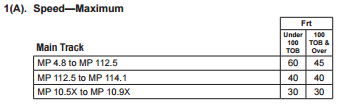 1(A). Speed—Maximum
Frt
Main Track Under 100 TOB 100 TOB & Over
MP 4.8 to MP 112.5 60 45
MP 112.5 to MP 114.1 40 40
MP 10.5X to MP 10.9X 30 30